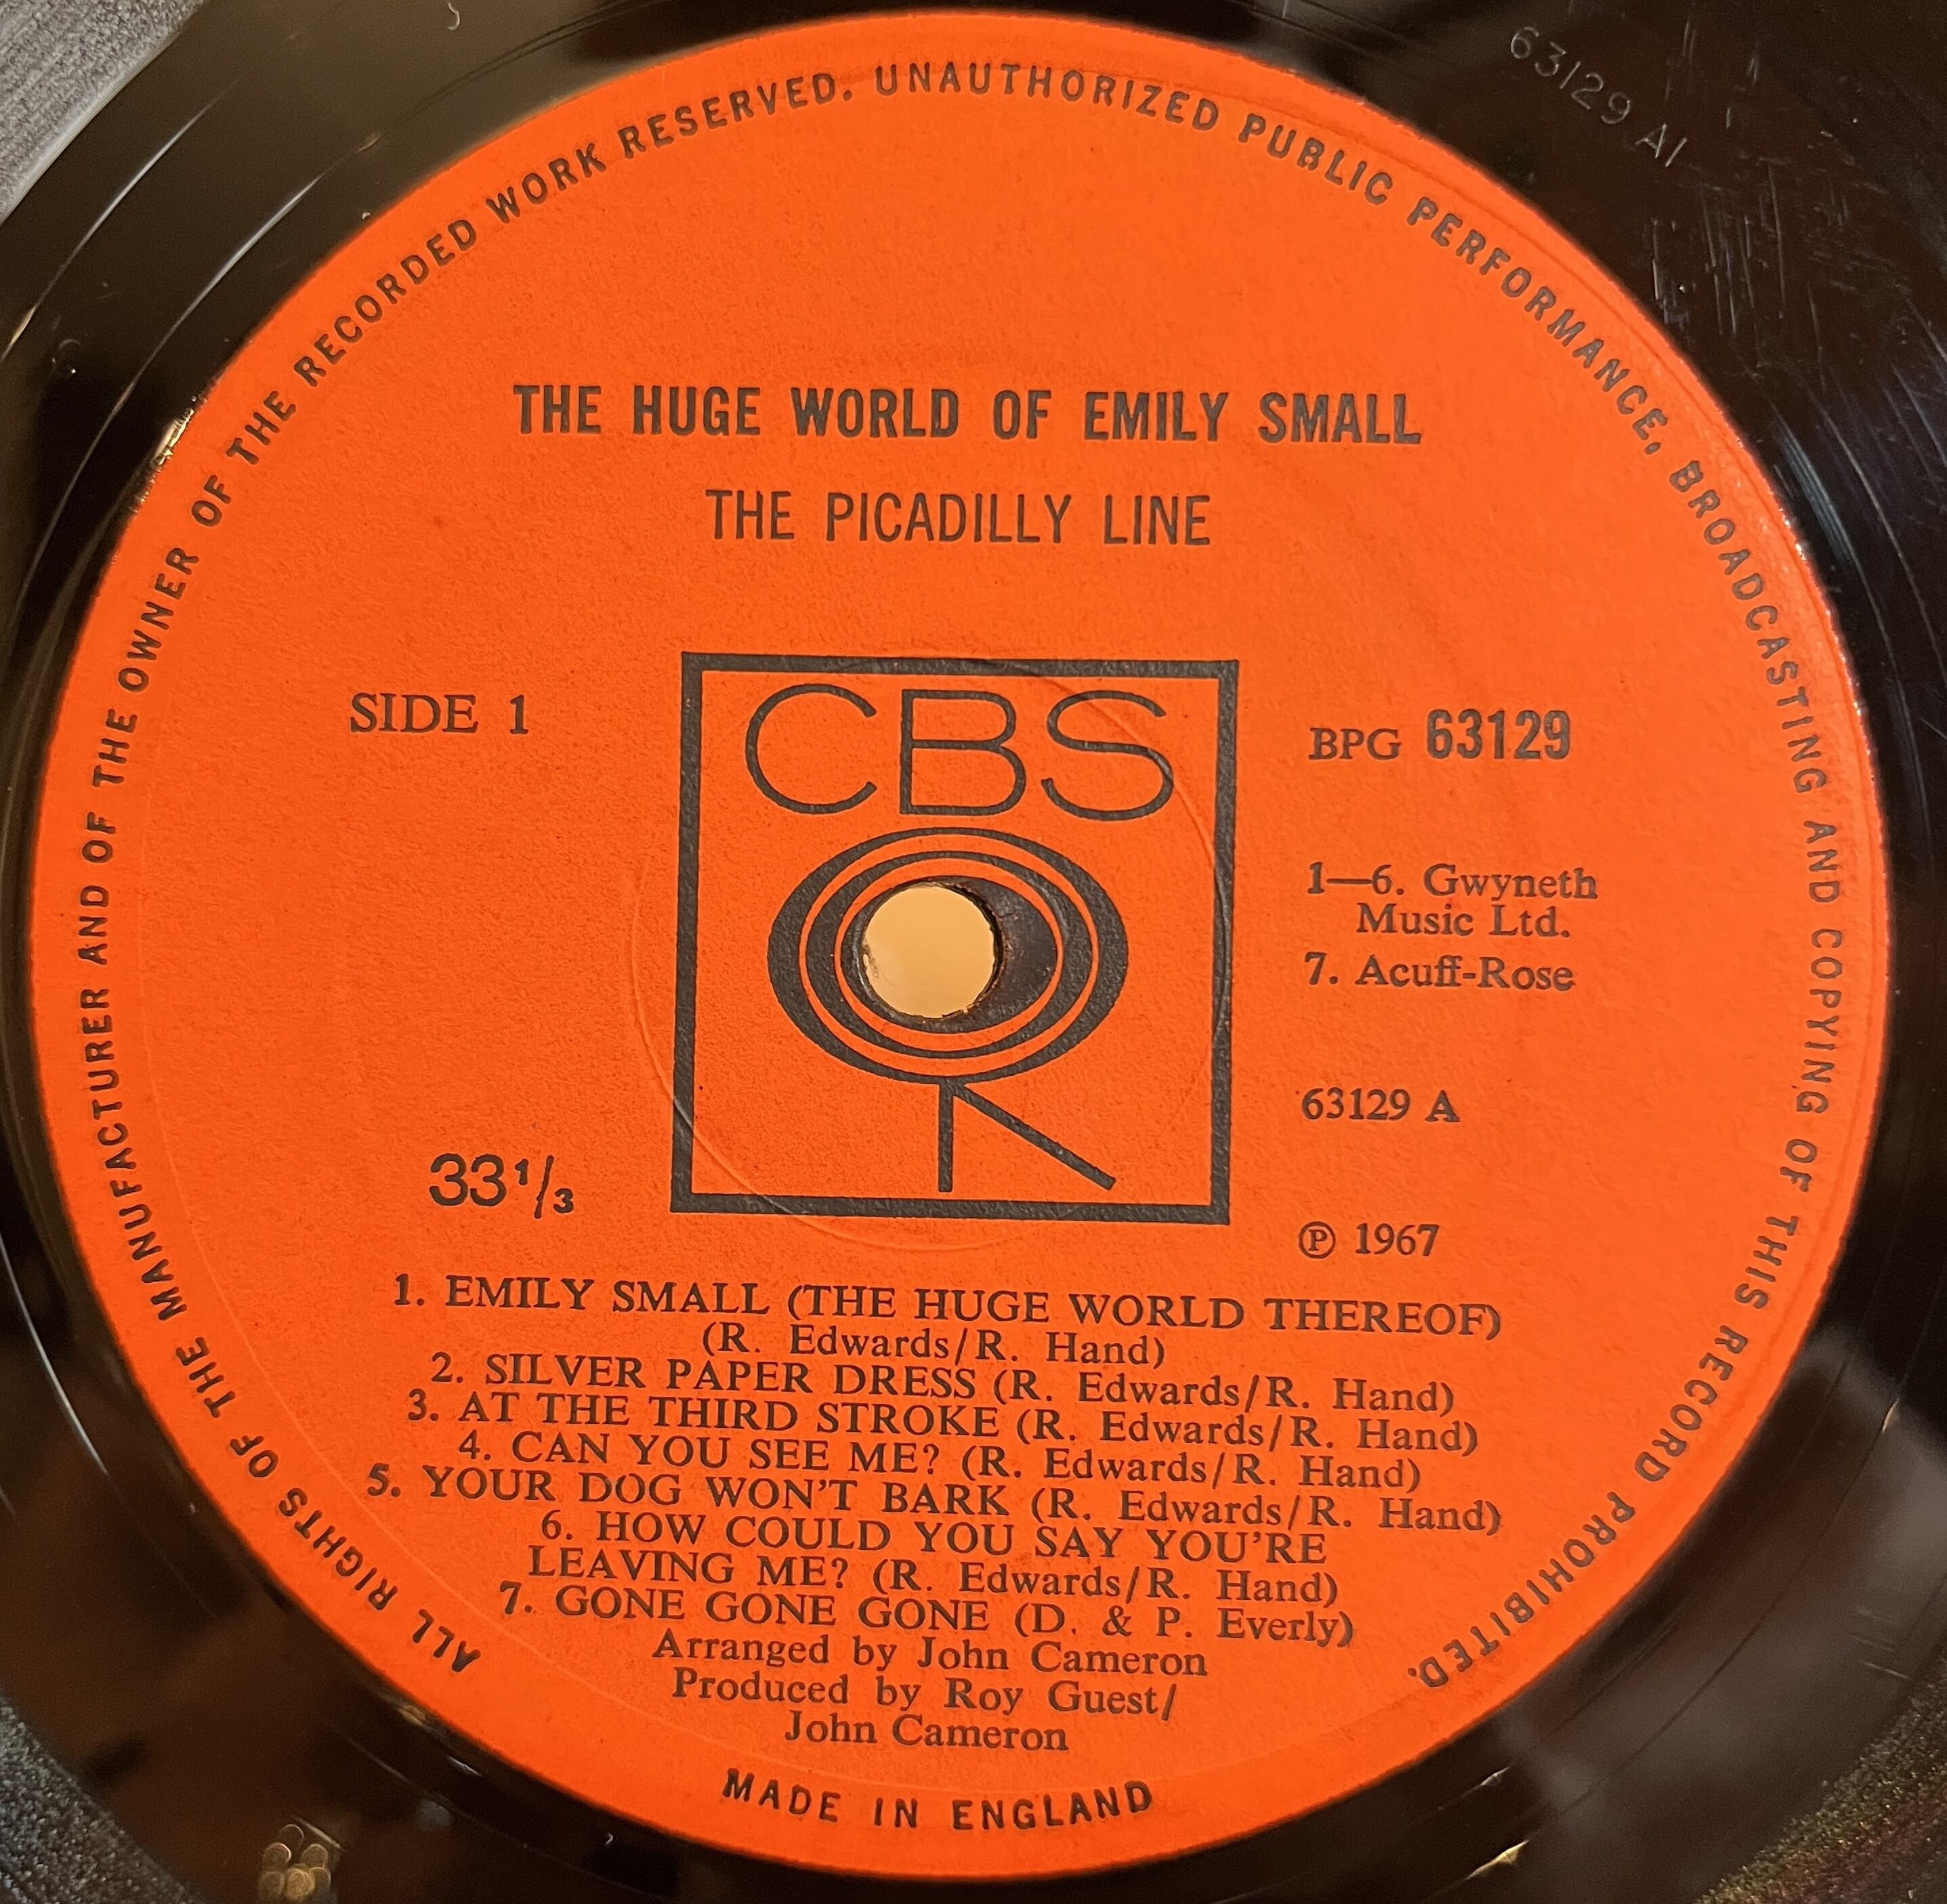 ALL RIGHTS OF THE MANUFACTURER AND OF THE OWNER OF THE RECORDED WORK RESERVED. UNAUTHORIZED PUBLIC PERFORMANCE, BROADCASTING AND COPYING OF THIS RECORD PROHIBITED.
63129 A1
THE HUGE WORLD OF EMILY SMALL
THE PICADILLY LINE
SIDE 1
CBS
BPG 63129
1—6. Gwyneth
Music Ltd.
7. Acuff-Rose
63129 A
33 1/3
℗ 1967
1. EMILY SMALL (THE HUGE WORLD THEREOF)
(R. Edwards/R. Hand)
2. SILVER PAPER DRESS (R. Edwards/R. Hand)
3. AT THE THIRD STROKE (R. Edwards/R. Hand)
4. CAN YOU SEE ME? (R. Edwards/R. Hand)
5. YOUR DOG WON'T BARK (R. Edwards/R. Hand)
6. HOW COULD YOU SAY YOU'RE
LEAVING ME? (R. Edwards/R. Hand)
7. GONE GONE GONE (D. & P. Everly)
Arranged by John Cameron
Produced by Roy Guest/
John Cameron
MADE IN ENGLAND